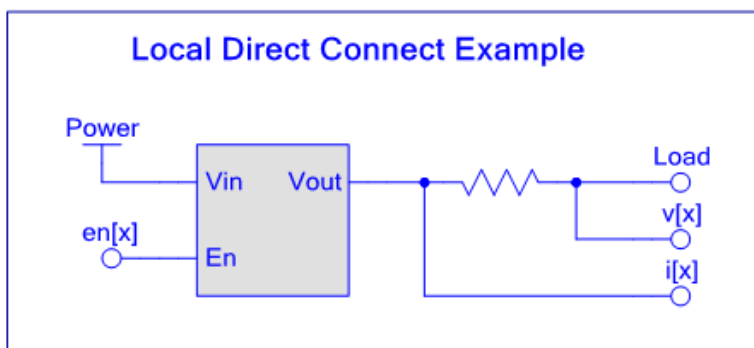 Local Direct Connect Example
Power
Vin
Vout
Load
en[x]
En
v[x]
i[x]